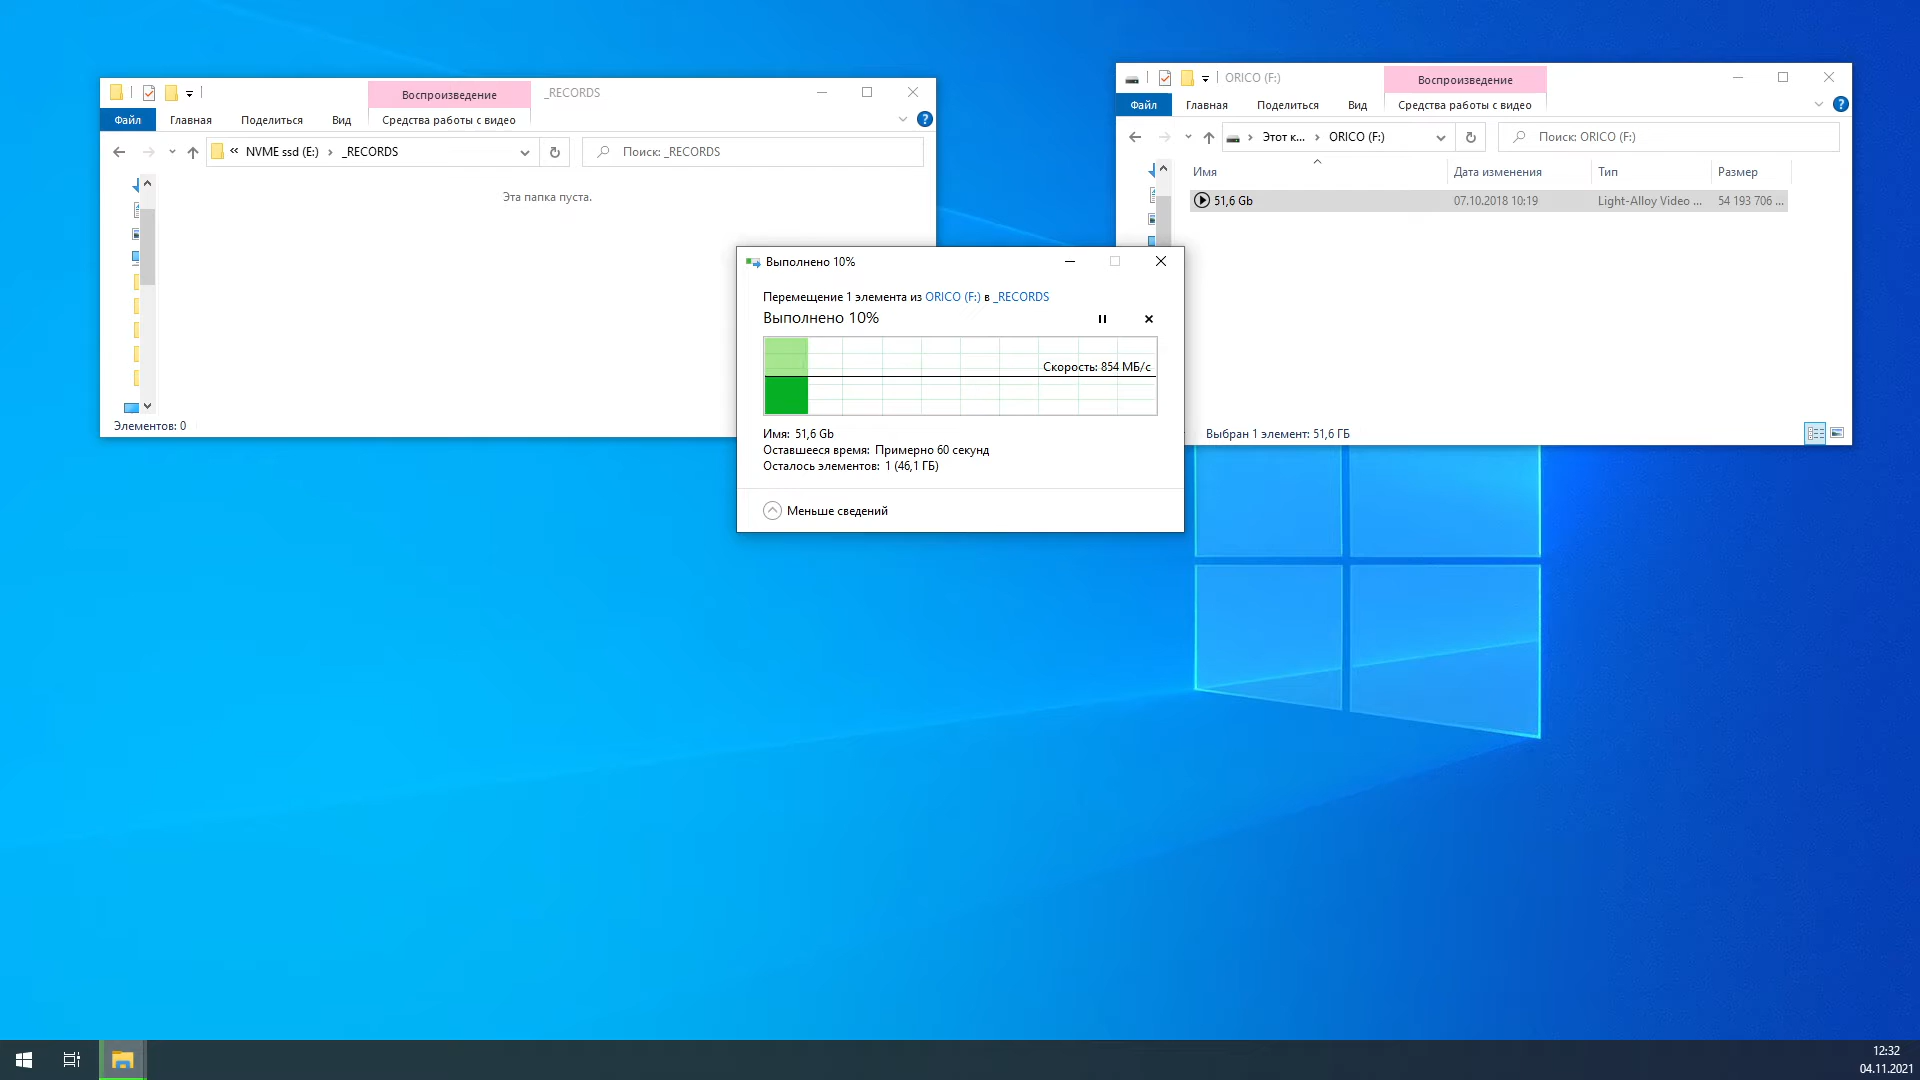 _RECORDS
Воспроизведение
Файл
Главная
Поделиться
Вид
Средства работы с видео
NVME ssd (E:)
_RECORDS
Поиск: _RECORDS
Эта папка пуста.
Элементов: 0
ORICO (F:)
Воспроизведение
Файл
Главная
Поделиться
Вид
Средства работы с видео
Этот к...
ORICO (F:)
Поиск: ORICO (F:)
Имя
Дата изменения
Тип
Размер
51,6 Gb
07.10.2018 10:19
Light-Alloy Video ...
54 193 706 ...
Выбран 1 элемент: 51,6 ГБ
Выполнено 10%
Перемещение 1 элемента из ORICO (F:) в _RECORDS
Выполнено 10%
Скорость: 854 МБ/с
Имя: 51,6 Gb
Оставшееся время: Примерно 60 секунд
Осталось элементов: 1 (46,1 ГБ)
Меньше сведений
12:32
04.11.2021